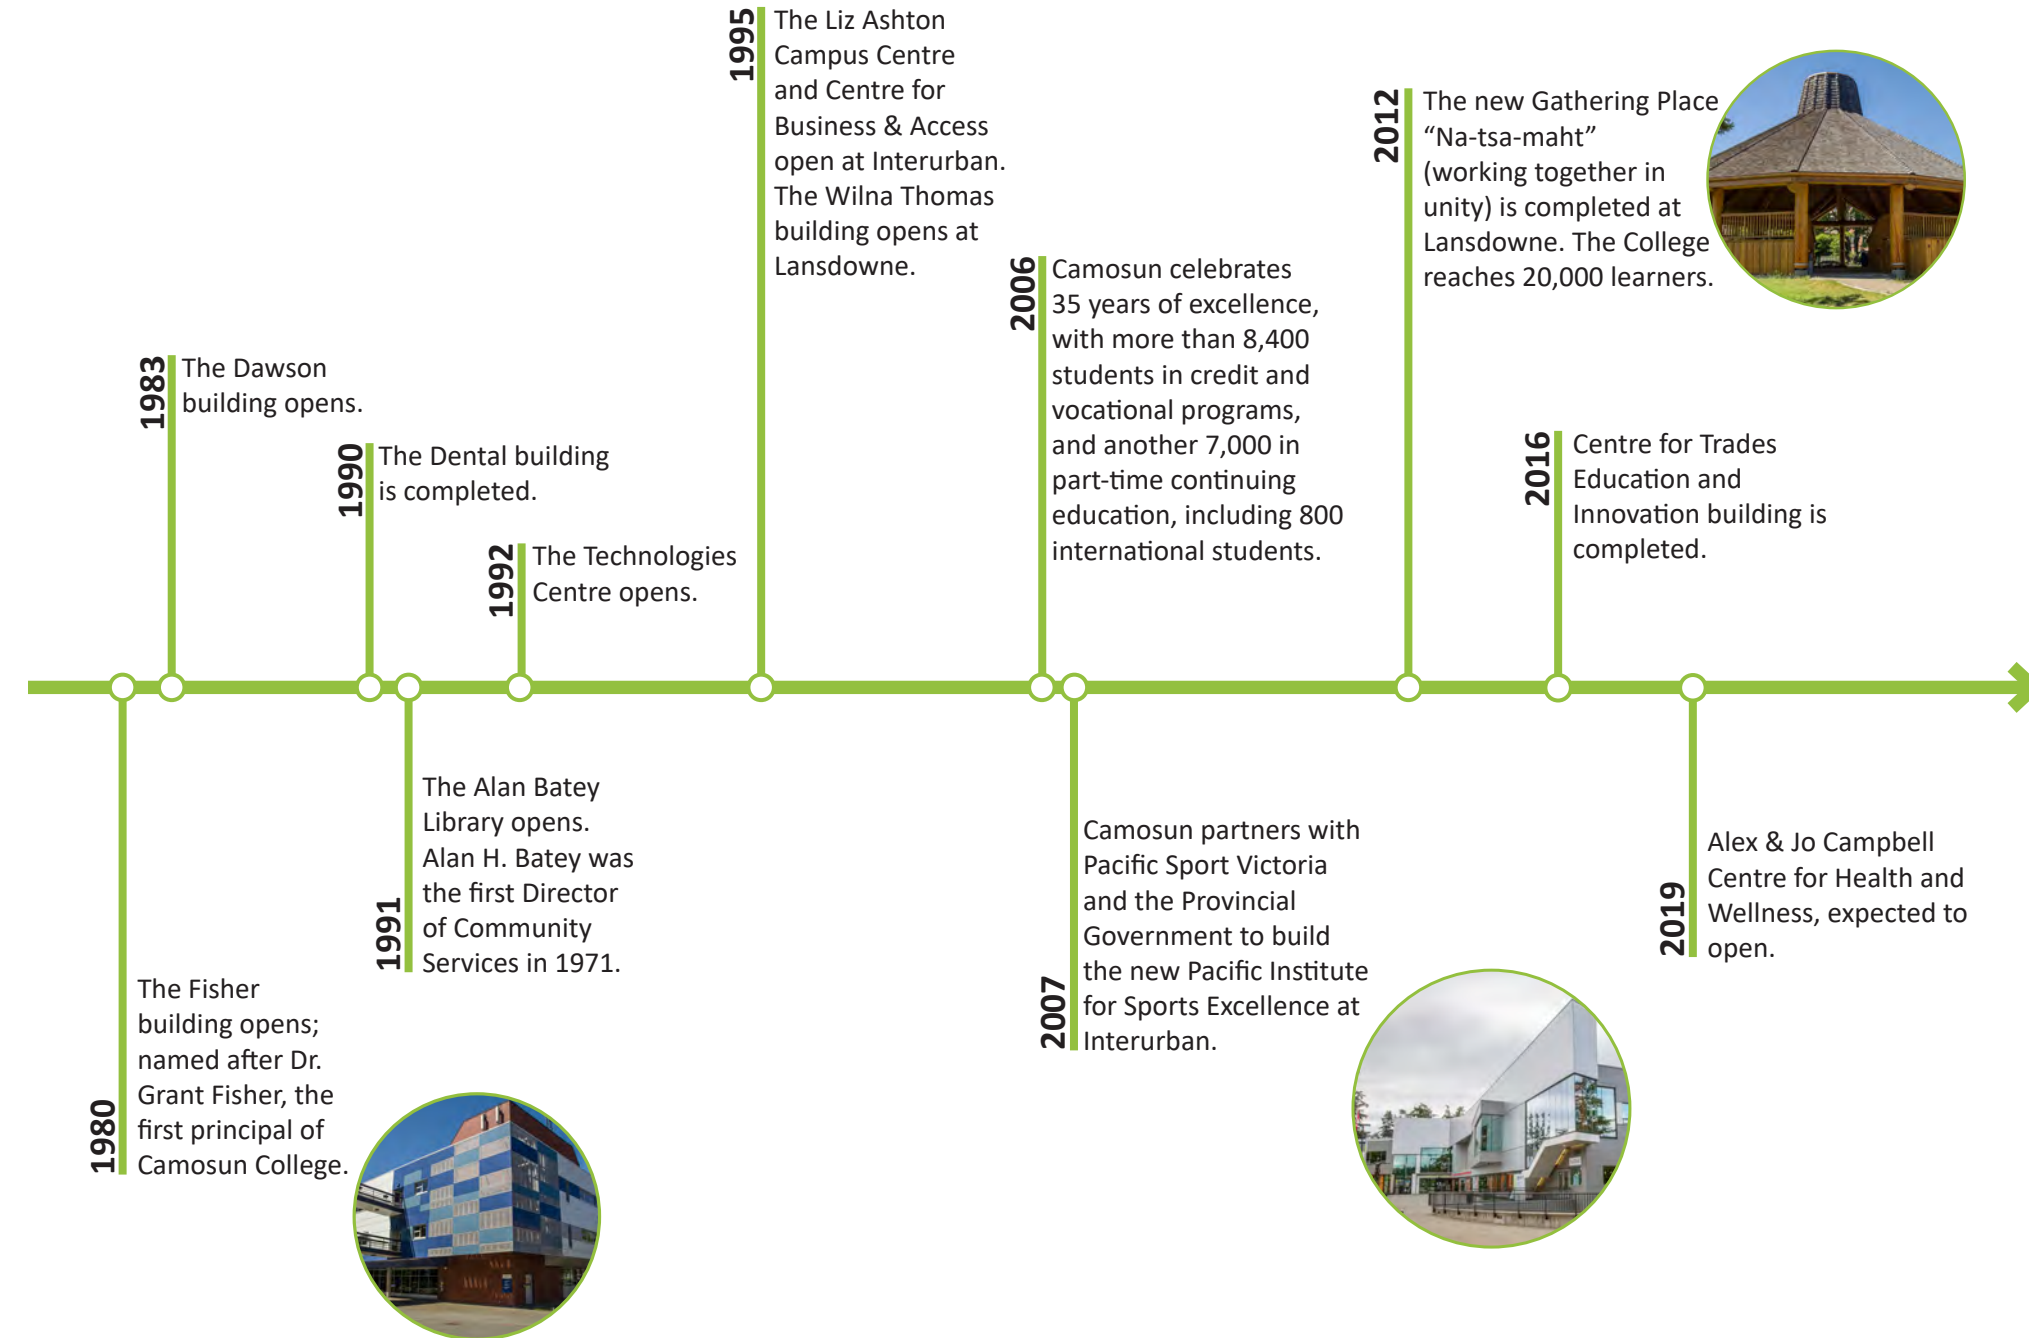 1980
The Fisher
building opens;
named after Dr.
Grant Fisher, the
first principal of
Camosun College.
1983
The Dawson
building opens.
1990
The Dental building
is completed.
1991
The Alan Batey
Library opens.
Alan H. Batey was
the first Director
of Community
Services in 1971.
1992
The Technologies
Centre opens.
1995
The Liz Ashton
Campus Centre
and Centre for
Business & Access
open at Interurban.
The Wilna Thomas
building opens at
Lansdowne.
2006
Camosun celebrates
35 years of excellence,
with more than 8,400
students in credit and
vocational programs,
and another 7,000 in
part-time continuing
education, including 800
international students.
2007
Camosun partners with
Pacific Sport Victoria
and the Provincial
Government to build
the new Pacific Institute
for Sports Excellence at
Interurban.
2012
The new Gathering Place
“Na-tsa-maht”
(working together in
unity) is completed at
Lansdowne. The College
reaches 20,000 learners.
2016
Centre for Trades
Education and
Innovation building is
completed.
2019
Alex & Jo Campbell
Centre for Health and
Wellness, expected to
open.